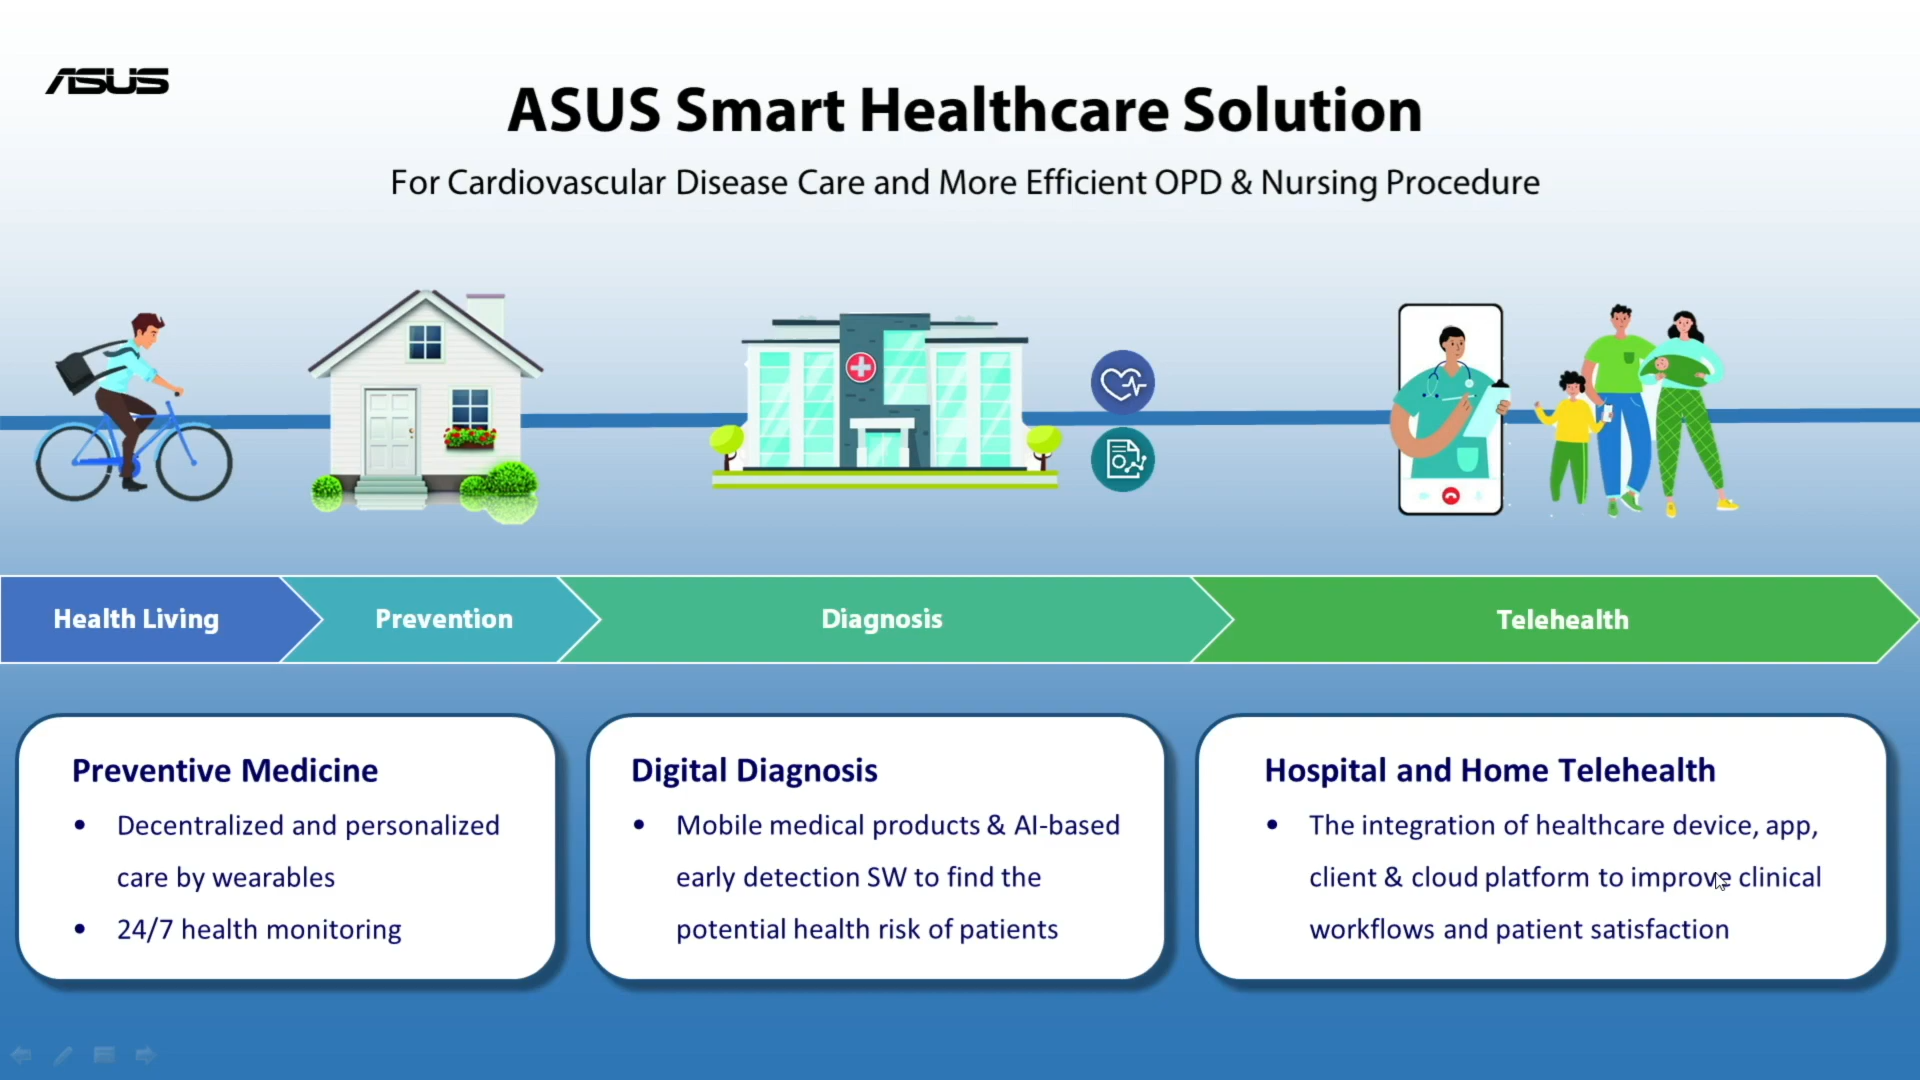 ASUS
ASUS Smart Healthcare Solution
For Cardiovascular Disease Care and More Efficient OPD & Nursing Procedure
Health Living
Prevention
Diagnosis
Telehealth
Preventive Medicine
• Decentralized and personalized
care by wearables
• 24/7 health monitoring
Digital Diagnosis
• Mobile medical products & AI-based
early detection SW to find the
potential health risk of patients
Hospital and Home Telehealth
• The integration of healthcare device, app,
client & cloud platform to improve clinical
workflows and patient satisfaction